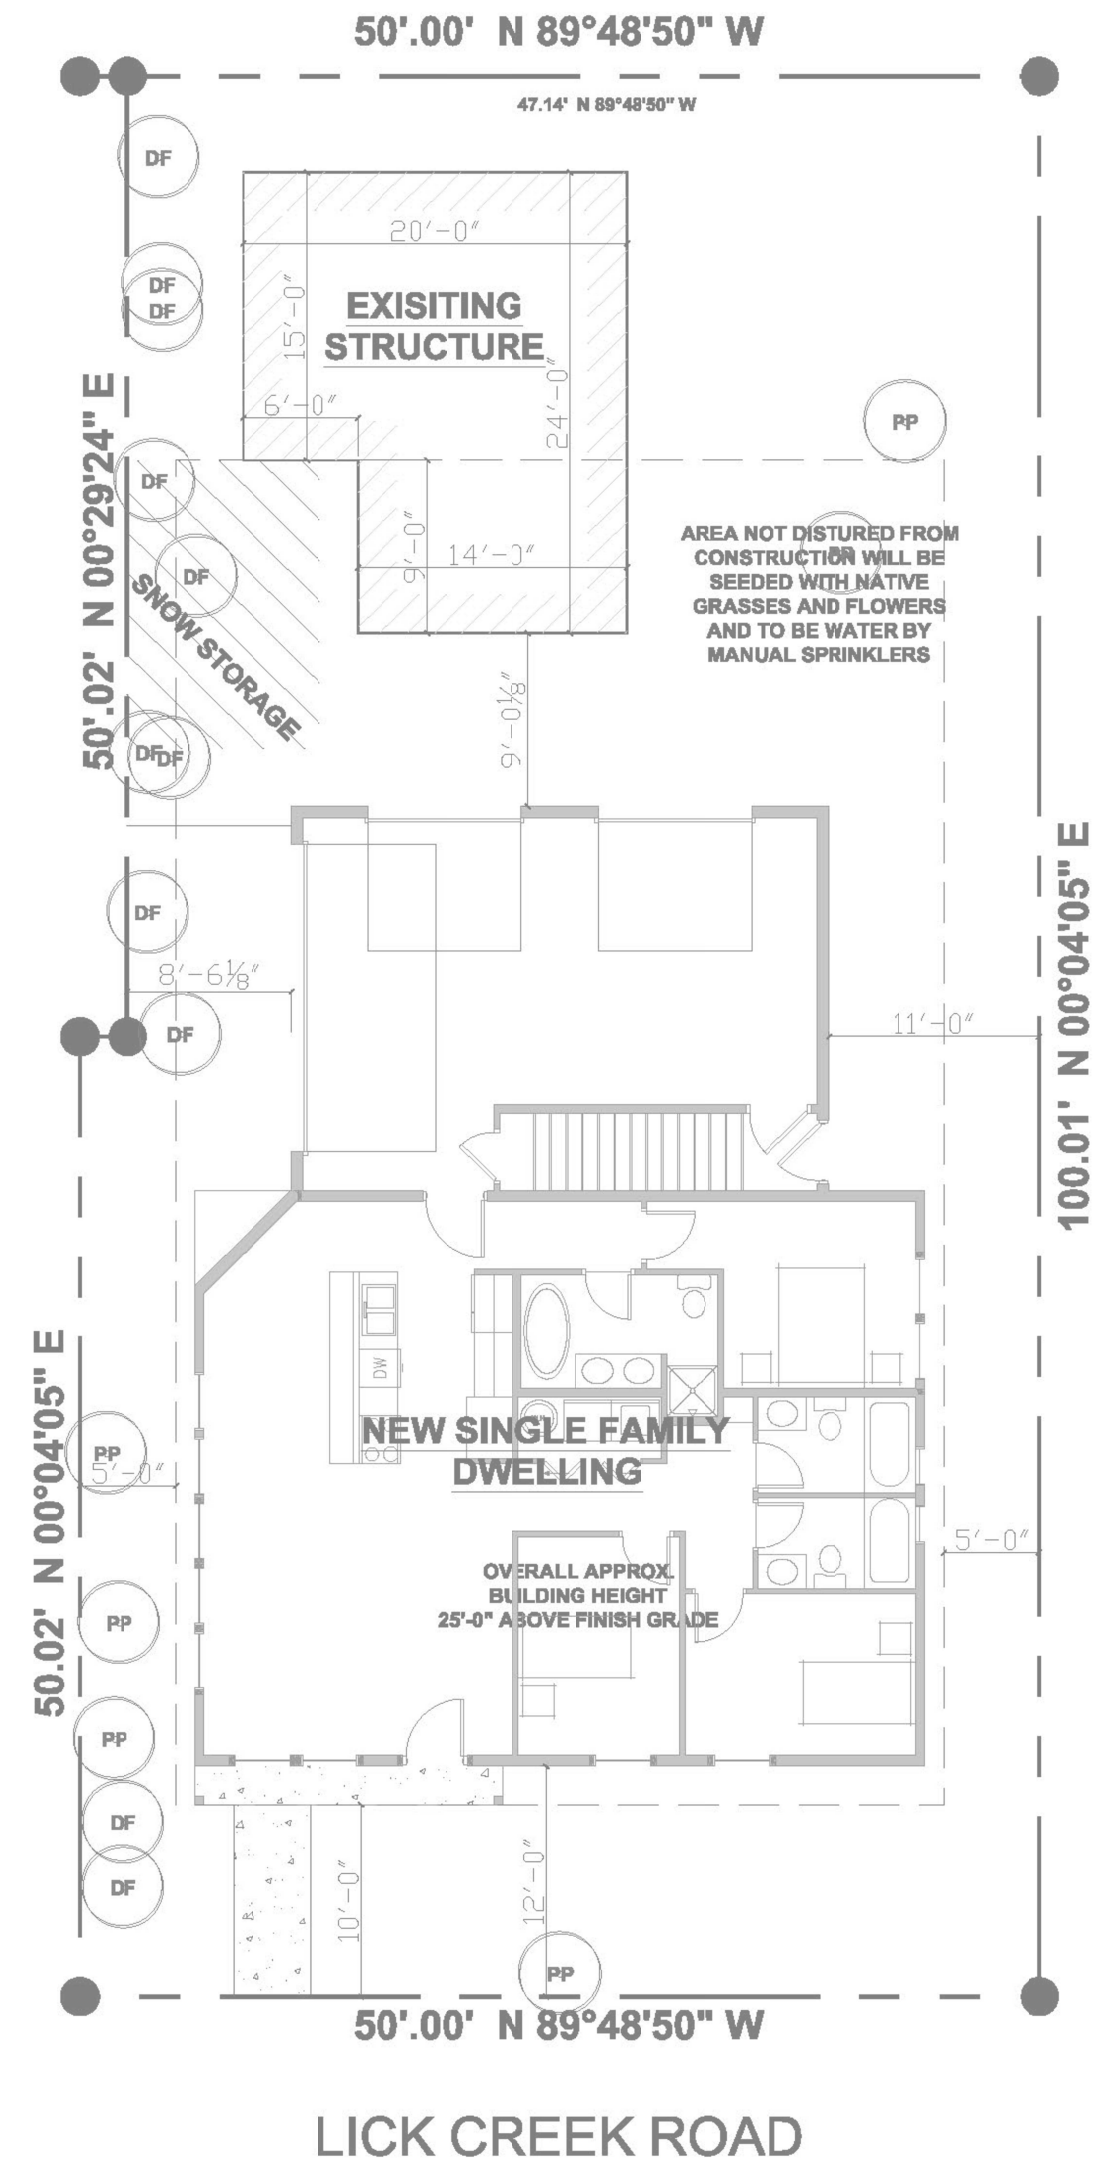 50'.00' N 89°48'50" W
47.14' N 89°48'50" W
DF
20'-0"
DF
DF
15'-0"
EXISITING
STRUCTURE
24'-0"
6'-0"
PP
50'.02' N 00°29'24" E
DF
9'-0"
14'-0"
AREA NOT DISTURED FROM
CONSTRUCTION WILL BE
SEEDED WITH NATIVE
GRASSES AND FLOWERS
AND TO BE WATER BY
MANUAL SPRINKLERS
DF
SNOW STORAGE
9'-0⅛"
DF
DF
DF
8'-6⅛"
DF
11'-0"
100.01' N 00°04'05" E
DW
NEW SINGLE FAMILY
DWELLING
PP
5'-0"
5'-0"
50.02' N 00°04'05" E
OVERALL APPROX.
BUILDING HEIGHT
25'-0" ABOVE FINISH GRADE
PP
PP
DF
DF
10'-0"
12'-0"
PP
50'.00' N 89°48'50" W
LICK CREEK ROAD